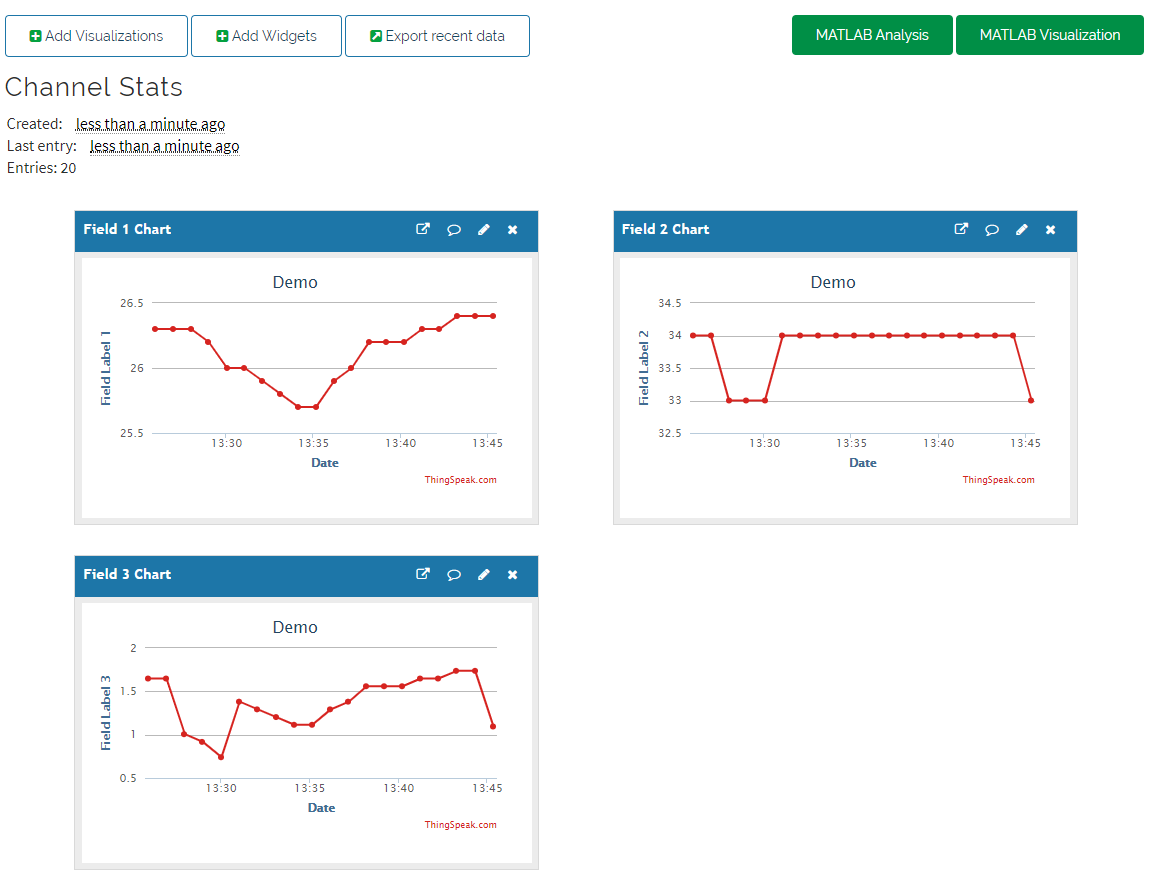 Add Visualizations Add Widgets Export recent data MATLAB Analysis MATLAB Visualization
Channel Stats
Created: less than a minute ago
Last entry: less than a minute ago
Entries: 20
Field 1 Chart
Demo
Field Label 1
26.5
26
25.5
13:30 13:35 13:40 13:45
Date
ThingSpeak.com
Field 2 Chart
Demo
Field Label 2
34.5
34
33.5
33
32.5
13:30 13:35 13:40 13:45
Date
ThingSpeak.com
Field 3 Chart
Demo
Field Label 3
2
1.5
1
0.5
13:30 13:35 13:40 13:45
Date
ThingSpeak.com